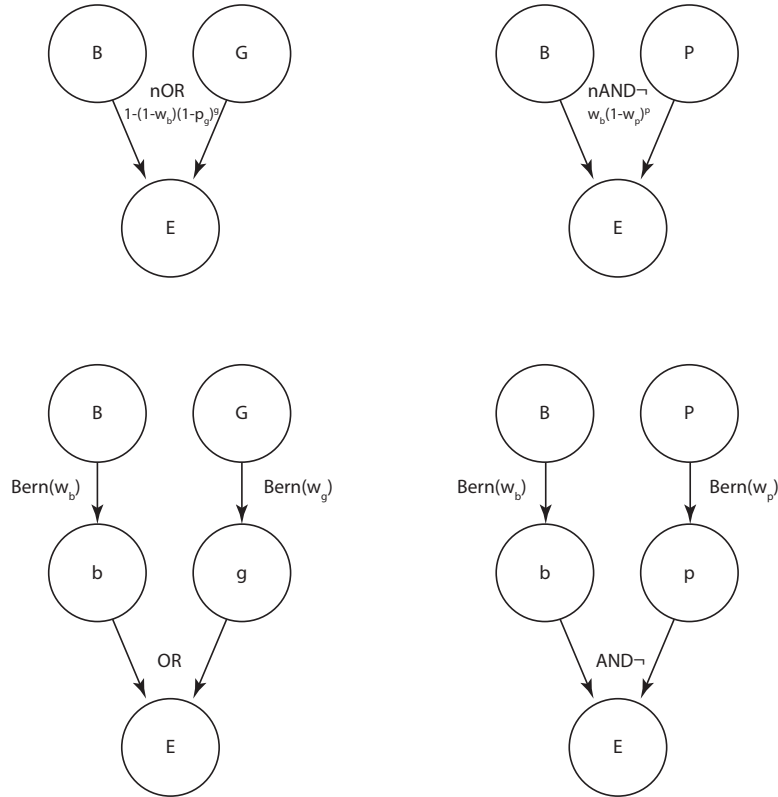 B G B P
nOR nAND¬
1-(1-w_b)(1-p_g)^g w_b(1-w_p)^p
E E
B G B P
Bern(w_b) Bern(w_g) Bern(w_b) Bern(w_p)
b g b p
OR AND¬
E E